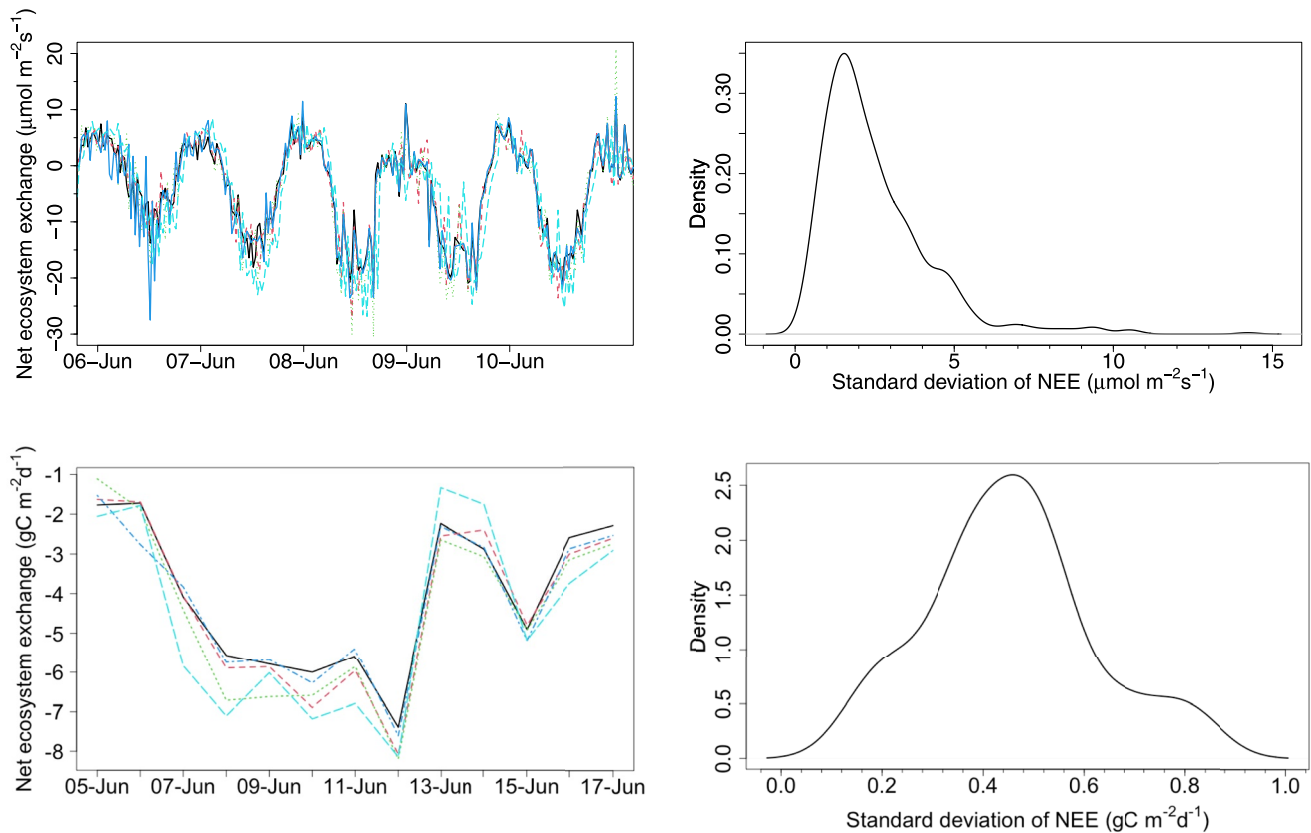 Net ecosystem exchange (μmol m−2s−1)
20
10
0
−10
−20
−30
06−Jun
07−Jun
08−Jun
09−Jun
10−Jun
Density
0.30
0.20
0.10
0.00
0
5
10
15
Standard deviation of NEE (μmol m−2s−1)
Net ecosystem exchange (gC m-2d-1)
-1
-2
-3
-4
-5
-6
-7
-8
05-Jun
07-Jun
09-Jun
11-Jun
13-Jun
15-Jun
17-Jun
Density
2.5
2.0
1.5
1.0
0.5
0.0
0.0
0.2
0.4
0.6
0.8
1.0
Standard deviation of NEE (gC m-2d-1)